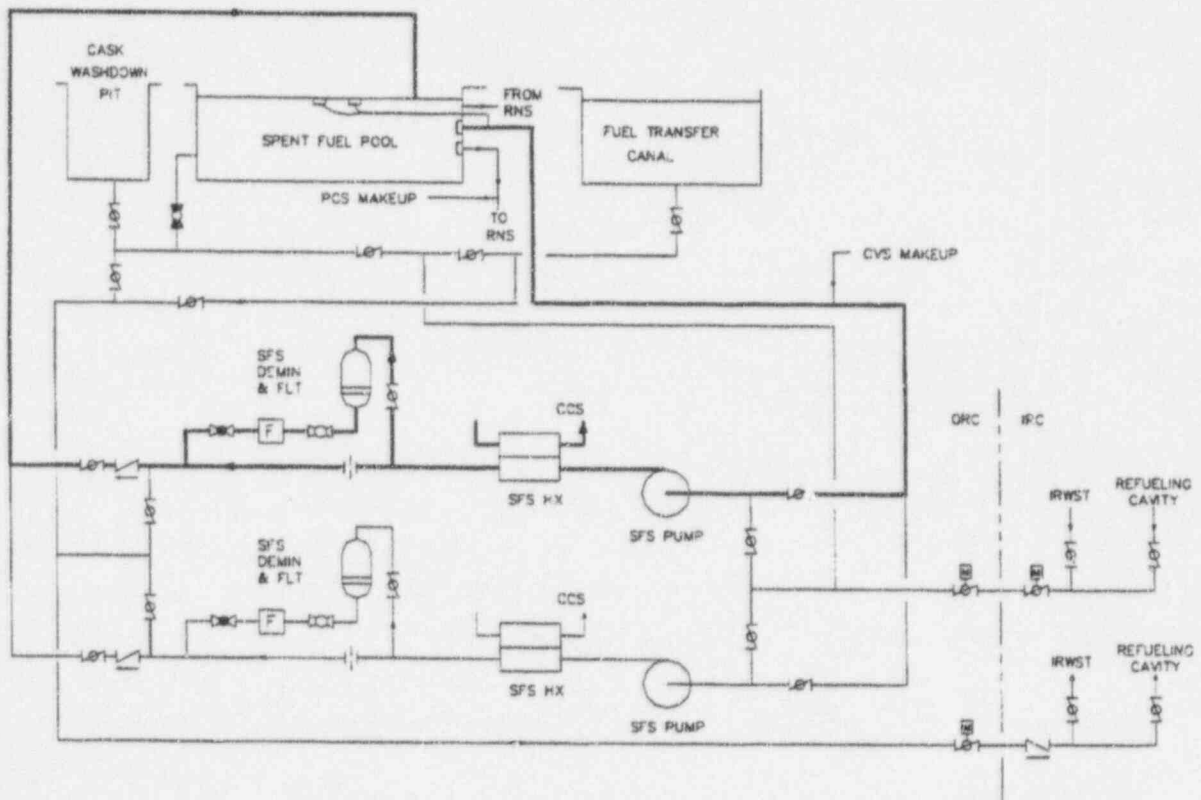 CASK
WASHDOWN
PIT
FROM
RNS
SPENT FUEL POOL
FUEL TRANSFER
CANAL
PCS MAKEUP
TO
RNS
CVS MAKEUP
SFS
DEMIN
& FLT
F
CCS
SFS HX
SFS PUMP
ORC
IRC
IRWST
REFUELING
CAVITY
SFS
DEMIN
& FLT
F
CCS
SFS HX
SFS PUMP
IRWST
REFUELING
CAVITY